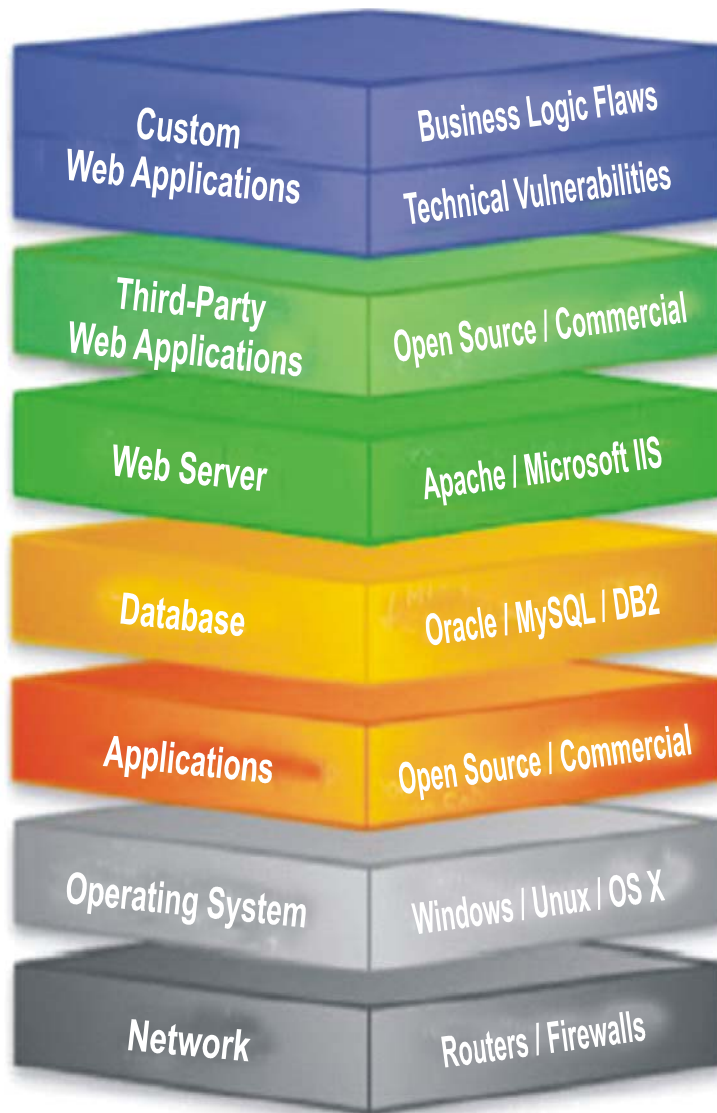 Custom
Web Applications
Business Logic Flaws
Technical Vulnerabilities
Third-Party
Web Applications
Open Source / Commercial
Web Server
Apache / Microsoft IIS
Database
Oracle / MySQL / DB2
Applications
Open Source / Commercial
Operating System
Windows / Unux / OS X
Network
Routers / Firewalls